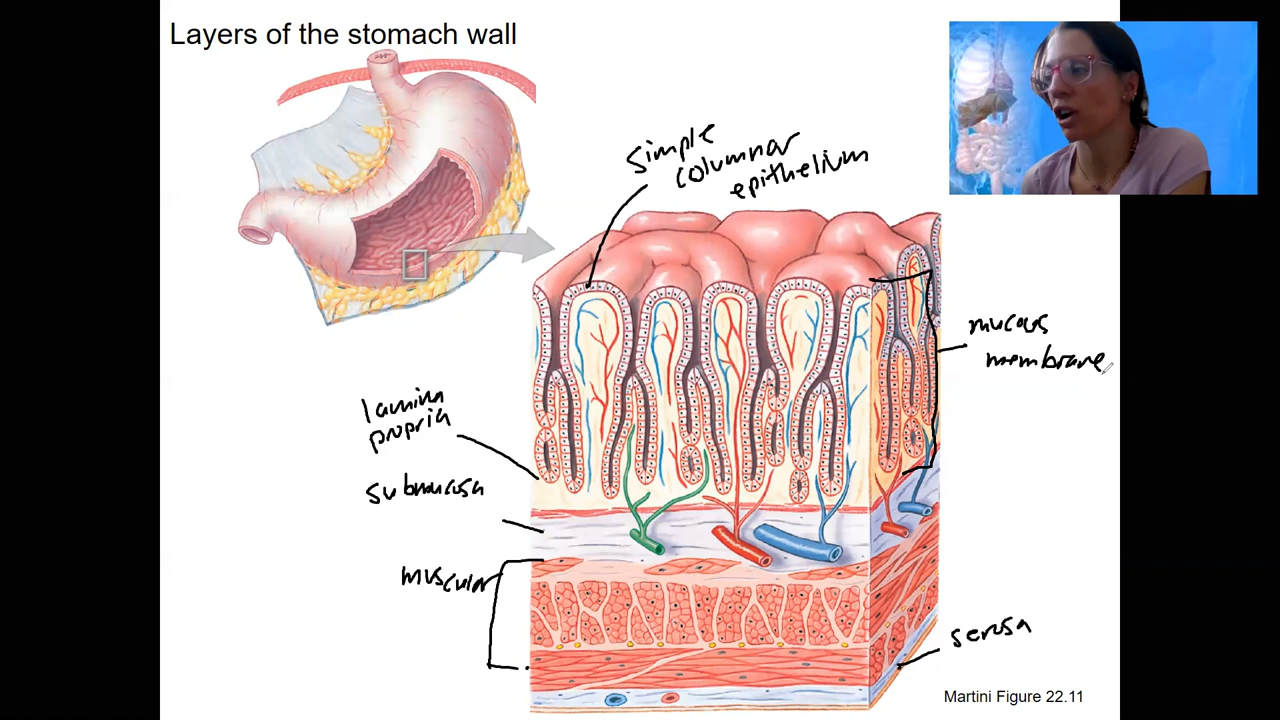 Layers of the stomach wall
simple
columnar
epithelium
mucous
membrane
lamina
propria
submucosa
muscular
serosa
Martini Figure 22.11